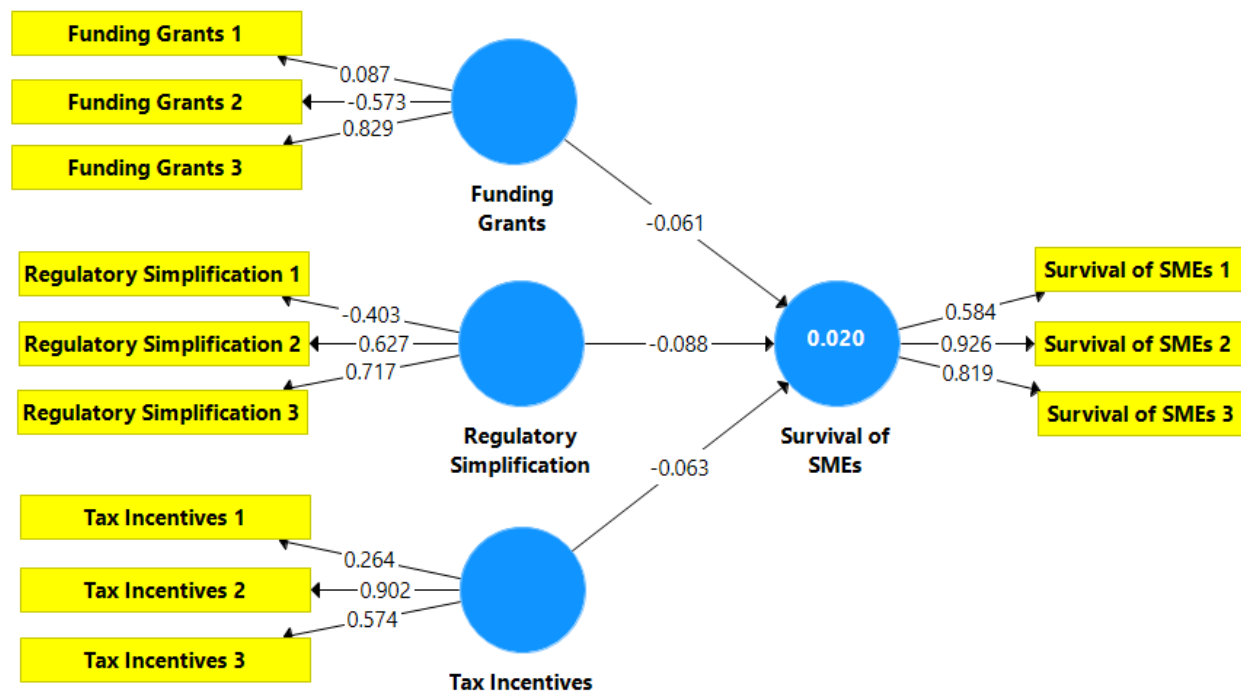 Funding Grants 1
0.087
Funding Grants 2
-0.573
0.829
Funding Grants 3
Funding
Grants
-0.061
Regulatory Simplification 1
-0.403
Regulatory Simplification 2
0.627
0.717
Regulatory Simplification 3
Regulatory
Simplification
-0.088
0.020
Survival of
SMEs
Survival of SMEs 1
0.584
0.926
Survival of SMEs 2
0.819
Survival of SMEs 3
-0.063
Tax Incentives 1
0.264
Tax Incentives 2
0.902
0.574
Tax Incentives 3
Tax Incentives